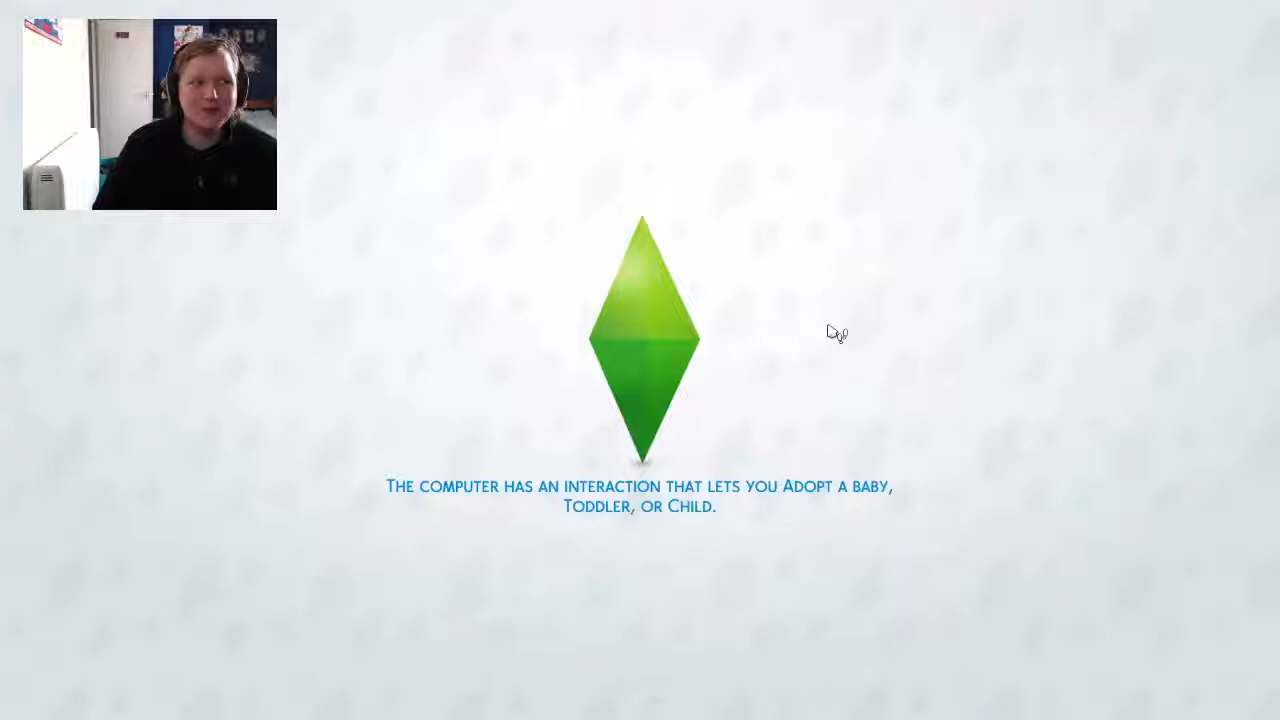 The computer has an interaction that lets you Adopt a baby,
Toddler, or Child.